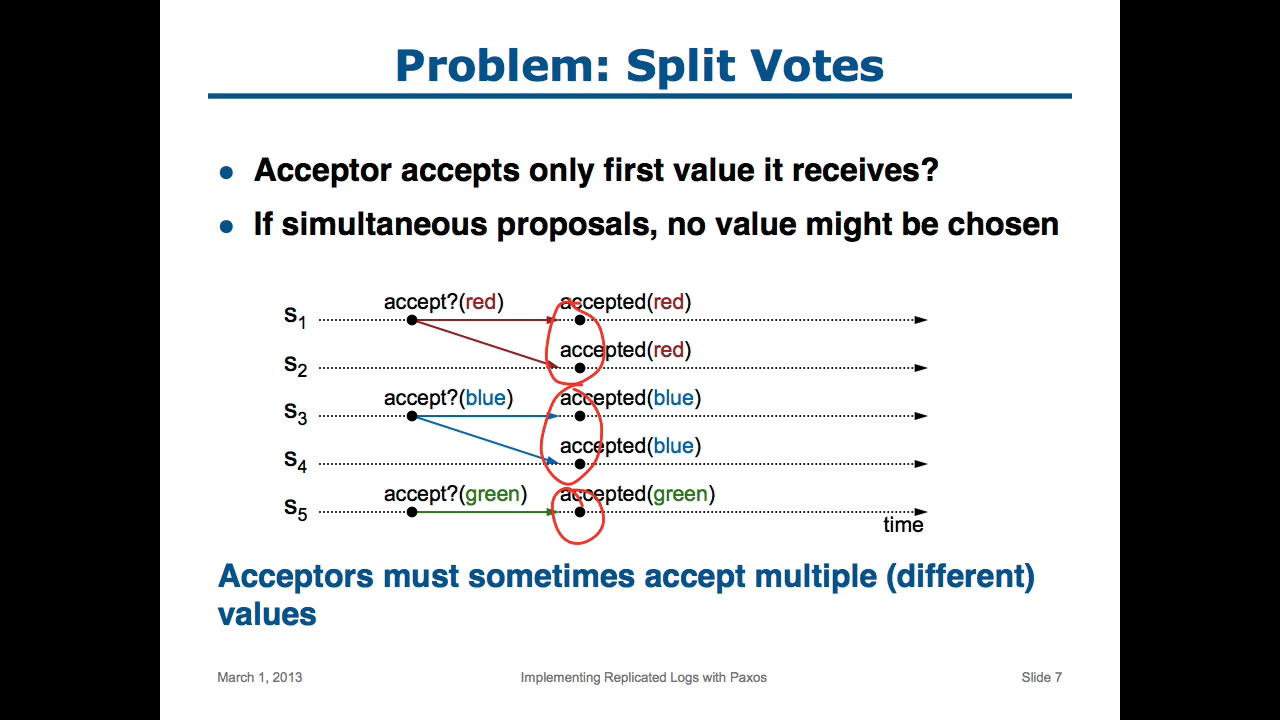 Problem: Split Votes
Acceptor accepts only first value it receives?
If simultaneous proposals, no value might be chosen
accept?(red) accepted(red)
S1
accepted(red)
S2
accept?(blue) accepted(blue)
S3
accepted(blue)
S4
accept?(green) accepted(green)
S5
time
Acceptors must sometimes accept multiple (different)
values
March 1, 2013 Implementing Replicated Logs with Paxos Slide 7